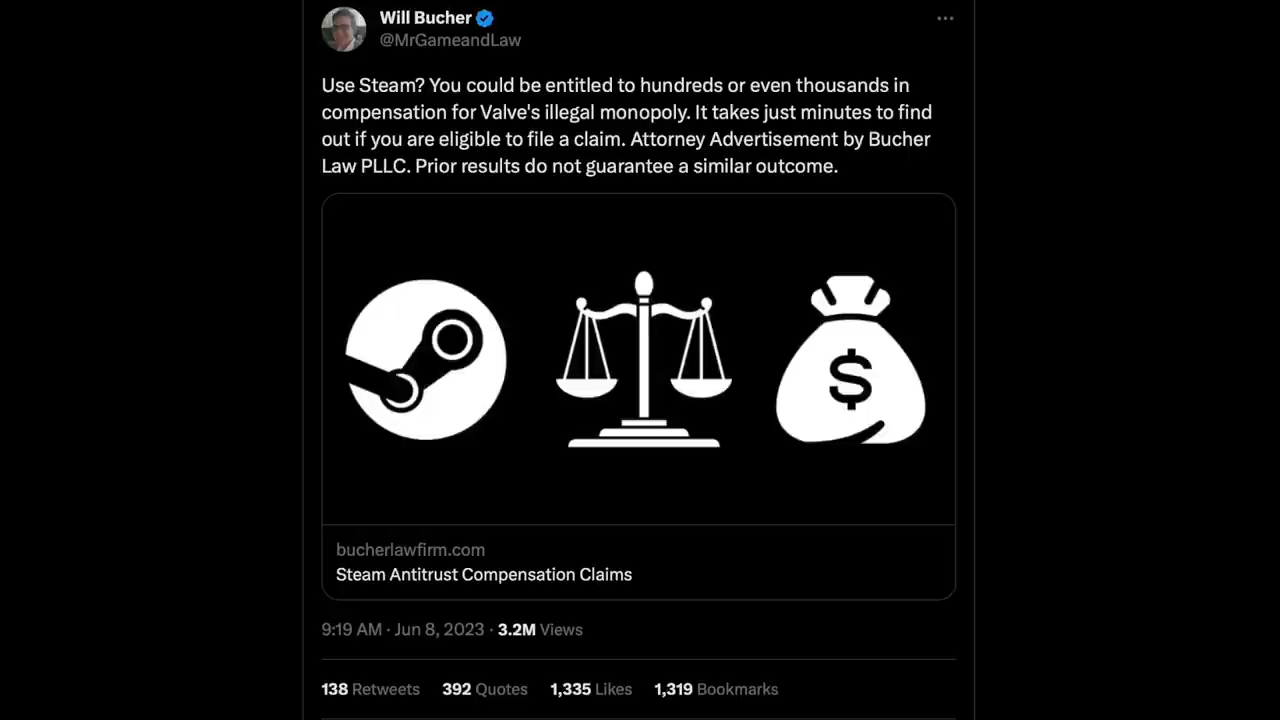 Will Bucher
@MrGameandLaw
Use Steam? You could be entitled to hundreds or even thousands in
compensation for Valve's illegal monopoly. It takes just minutes to find
out if you are eligible to file a claim. Attorney Advertisement by Bucher
Law PLLC. Prior results do not guarantee a similar outcome.
$
bucherlawfirm.com
Steam Antitrust Compensation Claims
9:19 AM · Jun 8, 2023 · 3.2M Views
138 Retweets 392 Quotes 1,335 Likes 1,319 Bookmarks